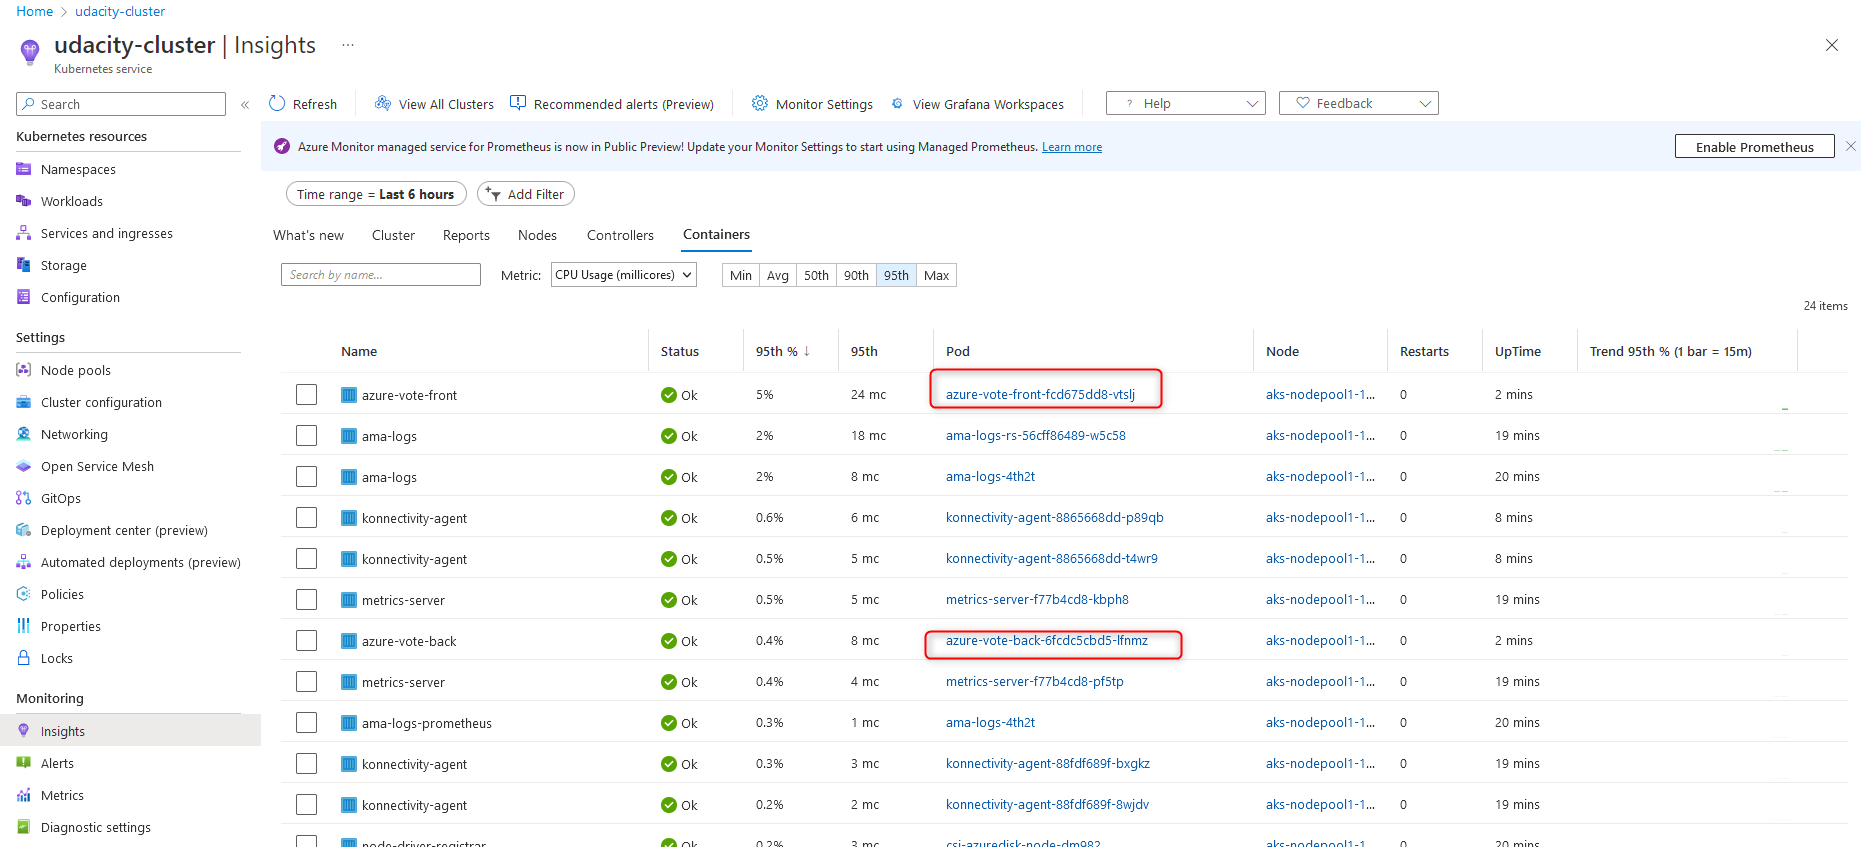 Home > udacity-cluster
udacity-cluster | Insights ...
Kubernetes service
Search
«
Refresh
View All Clusters
Recommended alerts (Preview)
Monitor Settings
View Grafana Workspaces
? Help
Feedback
Azure Monitor managed service for Prometheus is now in Public Preview! Update your Monitor Settings to start using Managed Prometheus. Learn more
Enable Prometheus
Kubernetes resources
Namespaces
Workloads
Services and ingresses
Storage
Configuration
Settings
Node pools
Cluster configuration
Networking
Open Service Mesh
GitOps
Deployment center (preview)
Automated deployments (preview)
Policies
Properties
Locks
Monitoring
Insights
Alerts
Metrics
Diagnostic settings
Time range = Last 6 hours
Add Filter
What's new Cluster Reports Nodes Controllers Containers
Search by name...
Metric: CPU Usage (millicores)
Min Avg 50th 90th 95th Max
24 items
Name Status 95th % ↓ 95th Pod Node Restarts UpTime Trend 95th % (1 bar = 15m)
azure-vote-front Ok 5% 24 mc azure-vote-front-fcd675dd8-vtslj aks-nodepool1-1... 0 2 mins
ama-logs Ok 2% 18 mc ama-logs-rs-56cff86489-w5c58 aks-nodepool1-1... 0 19 mins
ama-logs Ok 2% 8 mc ama-logs-4th2t aks-nodepool1-1... 0 20 mins
konnectivity-agent Ok 0.6% 6 mc konnectivity-agent-8865668dd-p89qb aks-nodepool1-1... 0 8 mins
konnectivity-agent Ok 0.5% 5 mc konnectivity-agent-8865668dd-t4wr9 aks-nodepool1-1... 0 8 mins
metrics-server Ok 0.5% 5 mc metrics-server-f77b4cd8-kbph8 aks-nodepool1-1... 0 19 mins
azure-vote-back Ok 0.4% 8 mc azure-vote-back-6fcdc5cbd5-lfnmz aks-nodepool1-1... 0 2 mins
metrics-server Ok 0.4% 4 mc metrics-server-f77b4cd8-pf5tp aks-nodepool1-1... 0 19 mins
ama-logs-prometheus Ok 0.3% 1 mc ama-logs-4th2t aks-nodepool1-1... 0 20 mins
konnectivity-agent Ok 0.3% 3 mc konnectivity-agent-88fdf689f-bxgkz aks-nodepool1-1... 0 19 mins
konnectivity-agent Ok 0.2% 2 mc konnectivity-agent-88fdf689f-8wjdv aks-nodepool1-1... 0 19 mins
node-driver-registrar Ok 0.2% 3 mc csi-azuredisk-node-dm982 aks-nodepool1-1... 0 20 mins